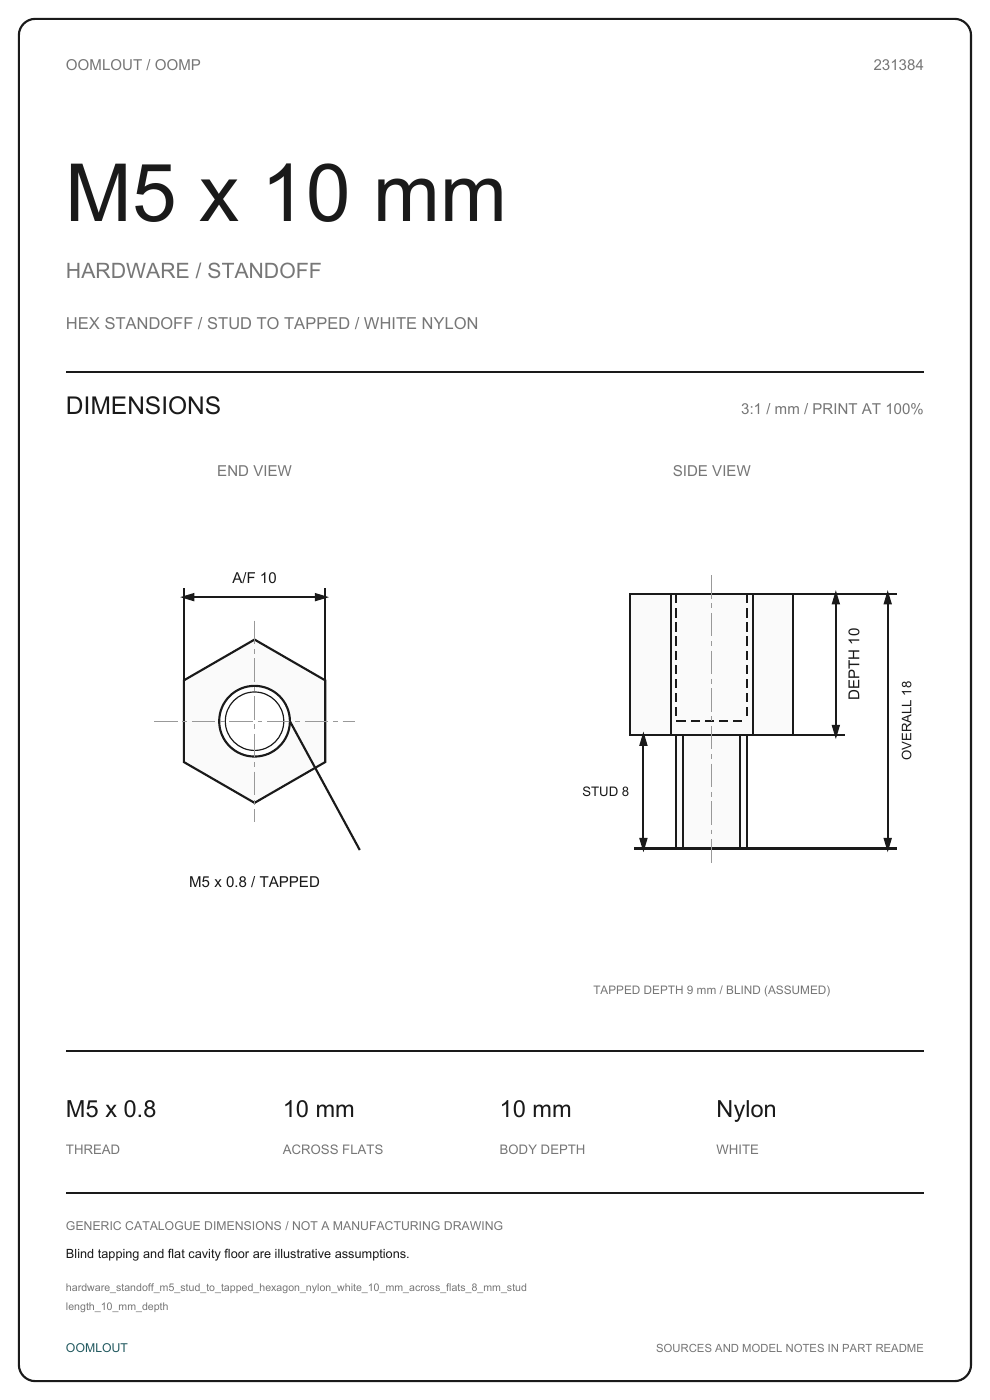 OOMLOUT / OOMP
231384
M5 x 10 mm
HARDWARE / STANDOFF
HEX STANDOFF / STUD TO TAPPED / WHITE NYLON
DIMENSIONS
3:1 / mm / PRINT AT 100%
END VIEW
SIDE VIEW
A/F 10
DEPTH 10
OVERALL 18
STUD 8
M5 x 0.8 / TAPPED
TAPPED DEPTH 9 mm / BLIND (ASSUMED)
M5 x 0.8
10 mm
10 mm
Nylon
THREAD
ACROSS FLATS
BODY DEPTH
WHITE
GENERIC CATALOGUE DIMENSIONS / NOT A MANUFACTURING DRAWING
Blind tapping and flat cavity floor are illustrative assumptions.
hardware_standoff_m5_stud_to_tapped_hexagon_nylon_white_10_mm_across_flats_8_mm_stud
length_10_mm_depth
OOMLOUT
SOURCES AND MODEL NOTES IN PART README